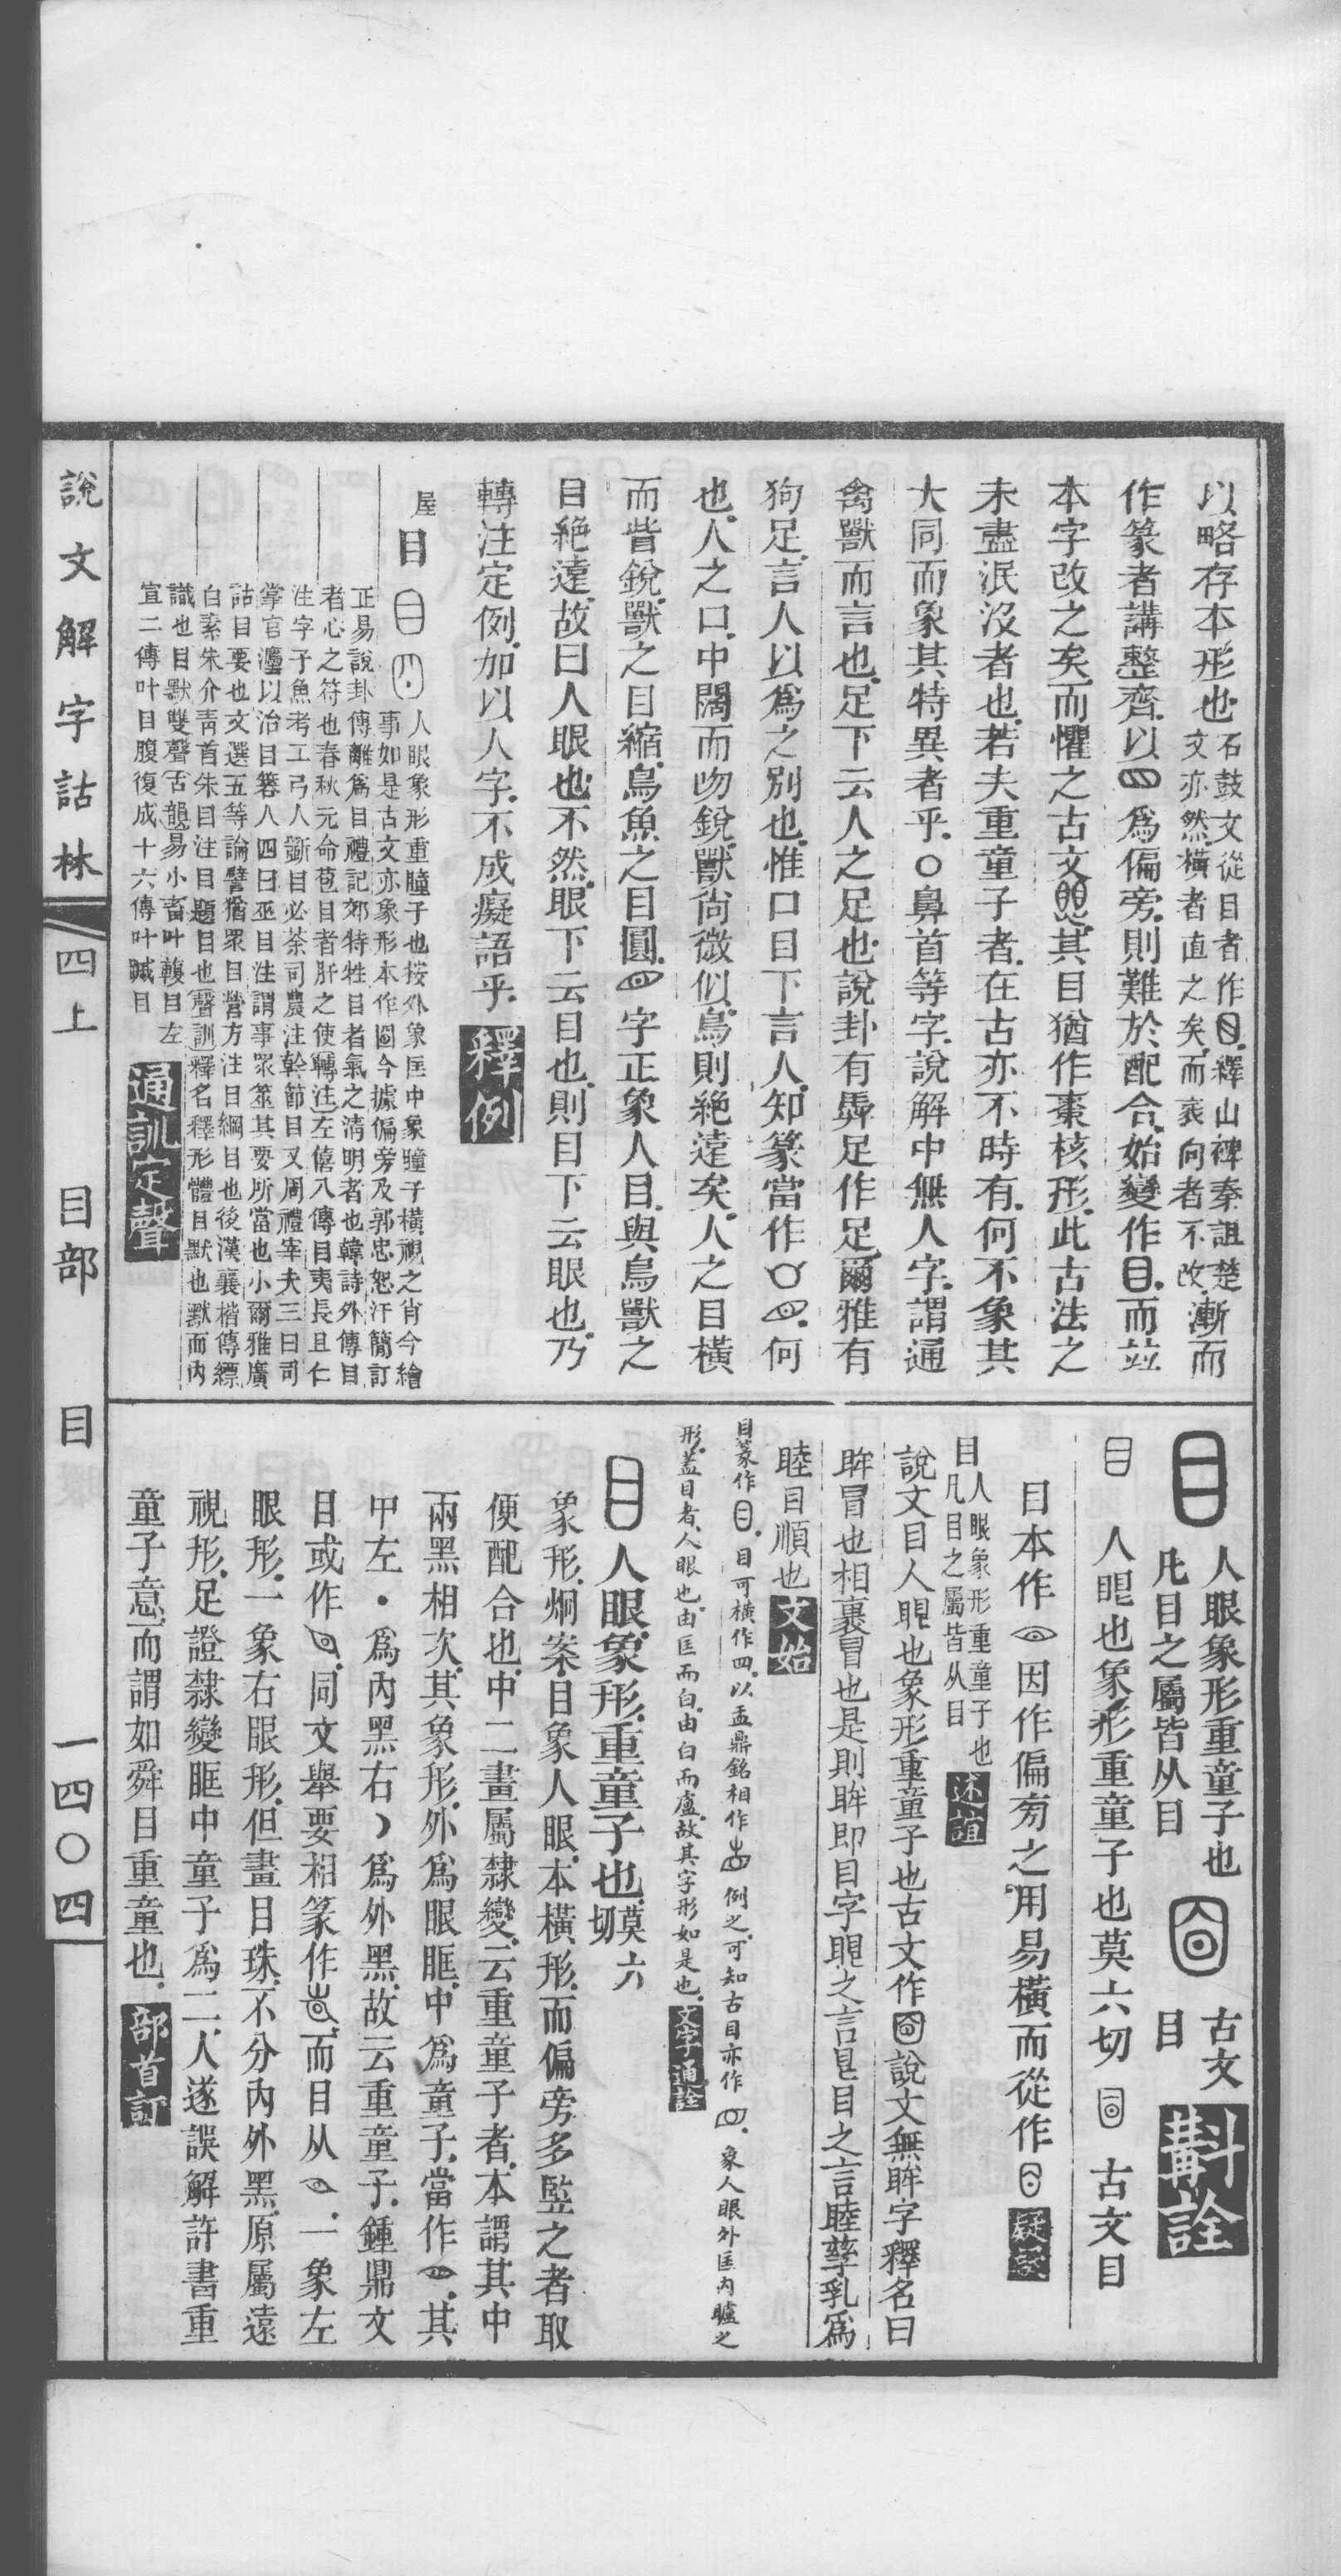 以略存本形也石鼓文從目者作目釋山碑秦詛楚
文亦然橫者直之矣而衺向者不改漸而
作篆者講整齊以爲偏旁則難於配合始變作目而竝
本字改之矣而懼之古文其目猶作棗核形此古法之
未盡泯沒者也若夫重童子者在古亦不時有何不象其
大同而象其特異者乎○鼻首等字說解中無人字謂通
禽獸而言也足下云人之足也說卦有馵足作足爾雅有
狗足言人以爲之別也惟口目下言人知篆當作何
也人之口中闊而吻銳獸尙微似鳥則絕遠矣人之目橫
而眥銳獸之目縮鳥魚之目圓字正象人目與鳥獸之
目絕遠故曰人眼也不然眼下云目也則目下云眼也乃
轉注定例加以人字不成癡語乎釋例
屋
目 人眼象形重瞳子也按外象匡中象瞳子橫視之肖今繪
事如是古文亦象形本作圖今據偏旁及郭忠恕汗簡訂
正易說卦傳離爲目禮記郊特牲目者氣之淸明者也韓詩外傳目
者心之符也春秋元命苞目者肝之使轉注左僖八傳目夷長且仁
注字子魚考工弓人斲目必荼司農注幹節目又周禮宰夫三曰司
掌官灋以治目簭人四曰巫目注謂事眾筮其要所當也小爾雅廣
詁目要也文選五等論譬猶眾目營方注目綱目也後漢襄楷傳縹
白素朱介靑首朱目注目題目也聲訓釋名釋形體目默也默而內
識也目默雙聲古韻易小畜叶輹目左
宣二傳叶目腹復成十六傳叶蹙目通訓定聲
目人眼象形重童子也
凡目之屬皆从目 古文
目斠詮
目 人眼也象形重童子也莫六切 古文目
目本作因作偏旁之用易橫而從作疑疑
目人眼象形重童子也
凡目之屬皆从目述誼
說文目人眼也象形重童子也古文作說文無眸字釋名曰
眸冒也相裹冒也是則眸卽目字眼之言目之言睦孳乳爲
睦目順也文始
目篆作目目可橫作四以盂鼎銘相作例之可知古目亦作象人眼外匡內矑之
形蓋目者人眼也由匡而白由白而盧故其字形如是也文字通詮
目人眼象形重童子也莫六
切
象形炯案目象人眼本橫形而偏旁多豎之者取
便配合也中二畫屬隸變云重童子者本謂其中
兩黑相次其象形外爲眼眶中爲童子當作其
中左・爲內黑右爲外黑故云重童子鍾鼎文
目或作同文舉要相篆作而目从一象左
眼形一象右眼形但畫目珠不分內外黑原屬遠
視形足證隸變眶中童子爲二人遂誤解許書重
童子意而謂如舜目重童也部首訂
說文解字詁林 四上 目部 目 一四〇四